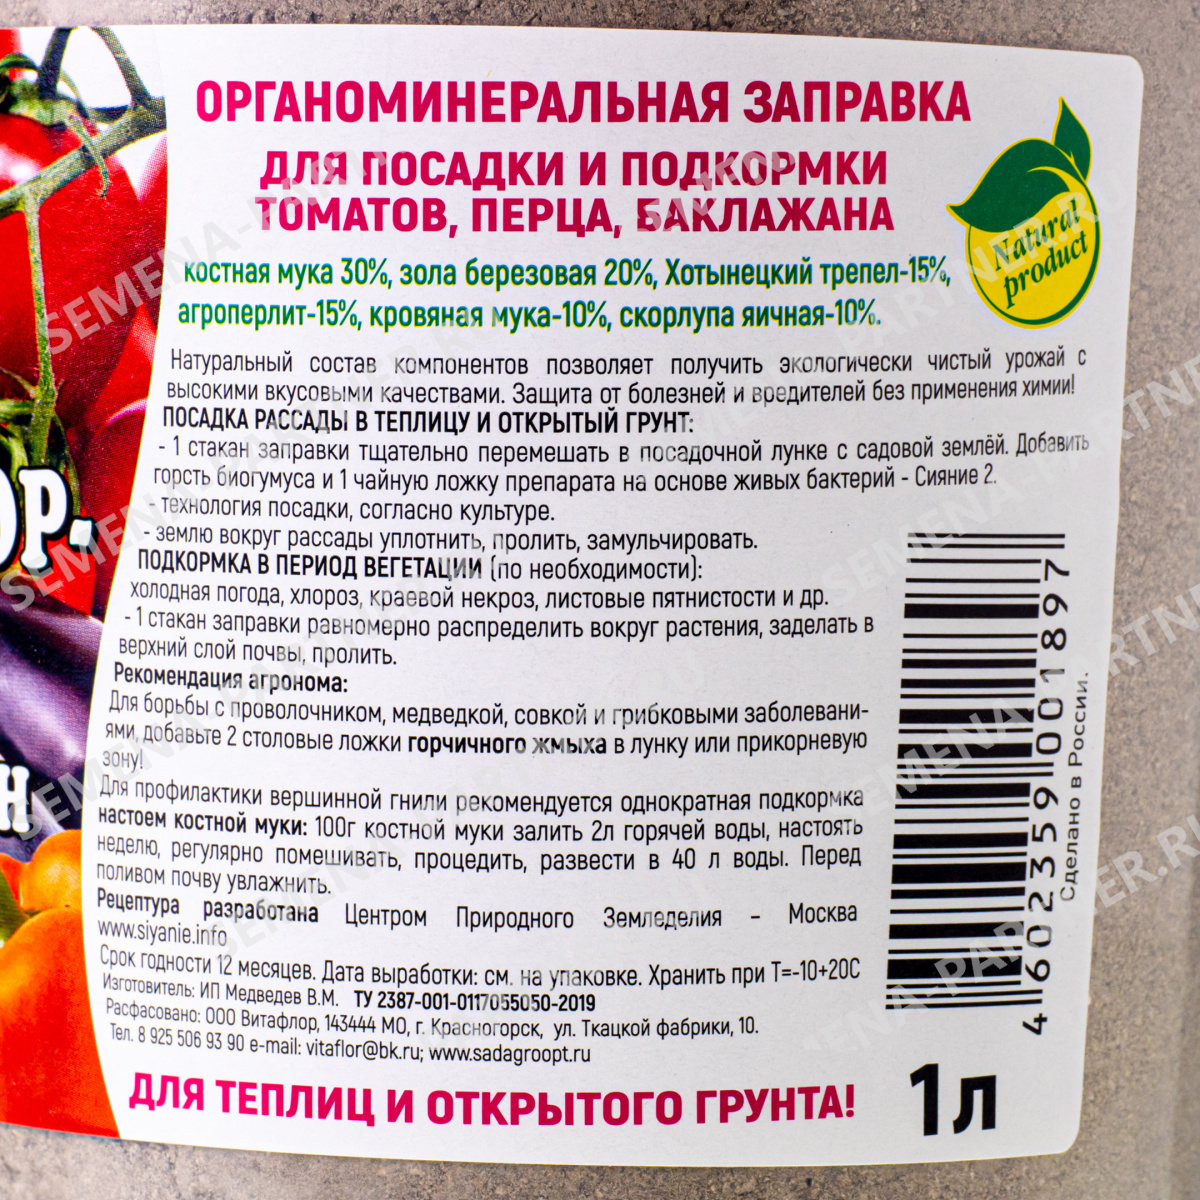 ОРГАНОМИНЕРАЛЬНАЯ ЗАПРАВКА
ДЛЯ ПОСАДКИ И ПОДКОРМКИ
ТОМАТОВ, ПЕРЦА, БАКЛАЖАНА
костная мука 30%, зола березовая 20%, Хотынецкий трепел-15%,
агроперлит-15%, кровяная мука-10%, скорлупа яичная-10%.
Natural
product
Натуральный состав компонентов позволяет получить экологически чистый урожай с
высокими вкусовыми качествами. Защита от болезней и вредителей без применения химии!
ПОСАДКА РАССАДЫ В ТЕПЛИЦУ И ОТКРЫТЫЙ ГРУНТ:
- 1 стакан заправки тщательно перемешать в посадочной лунке с садовой землёй. Добавить
горсть биогумуса и 1 чайную ложку препарата на основе живых бактерий - Сияние 2.
- технология посадки, согласно культуре.
- землю вокруг рассады уплотнить, пролить, замульчировать.
ПОДКОРМКА В ПЕРИОД ВЕГЕТАЦИИ (по необходимости):
холодная погода, хлороз, краевой некроз, листовые пятнистости и др.
- 1 стакан заправки равномерно распределить вокруг растения, заделать в
верхний слой почвы, пролить.
Рекомендация агронома:
Для борьбы с проволочником, медведкой, совкой и грибковыми заболевани-
ями, добавьте 2 столовые ложки горчичного жмыха в лунку или прикорневую
зону!
Для профилактики вершинной гнили рекомендуется однократная подкормка
настоем костной муки: 100г костной муки залить 2л горячей воды, настоять
неделю, регулярно помешивать, процедить, развести в 40 л воды. Перед
поливом почву увлажнить.
Рецептура разработана Центром Природного Земледелия – Москва
www.siyanie.info
Срок годности 12 месяцев. Дата выработки: см. на упаковке. Хранить при Т=-10+20С
Изготовитель: ИП Медведев В.М. ТУ 2387-001-0117055050-2019
Расфасовано: ООО Витафлор, 143444 МО, г. Красногорск, ул. Ткацкой фабрики, 10.
Тел. 8 925 506 93 90 e-mail: vitaflor@bk.ru; www.sadagroopt.ru
ДЛЯ ТЕПЛИЦ И ОТКРЫТОГО ГРУНТА!
1л
4 602359 001897
Сделано в России.
ОР.
Н
SEMENA-PARTNER.RU